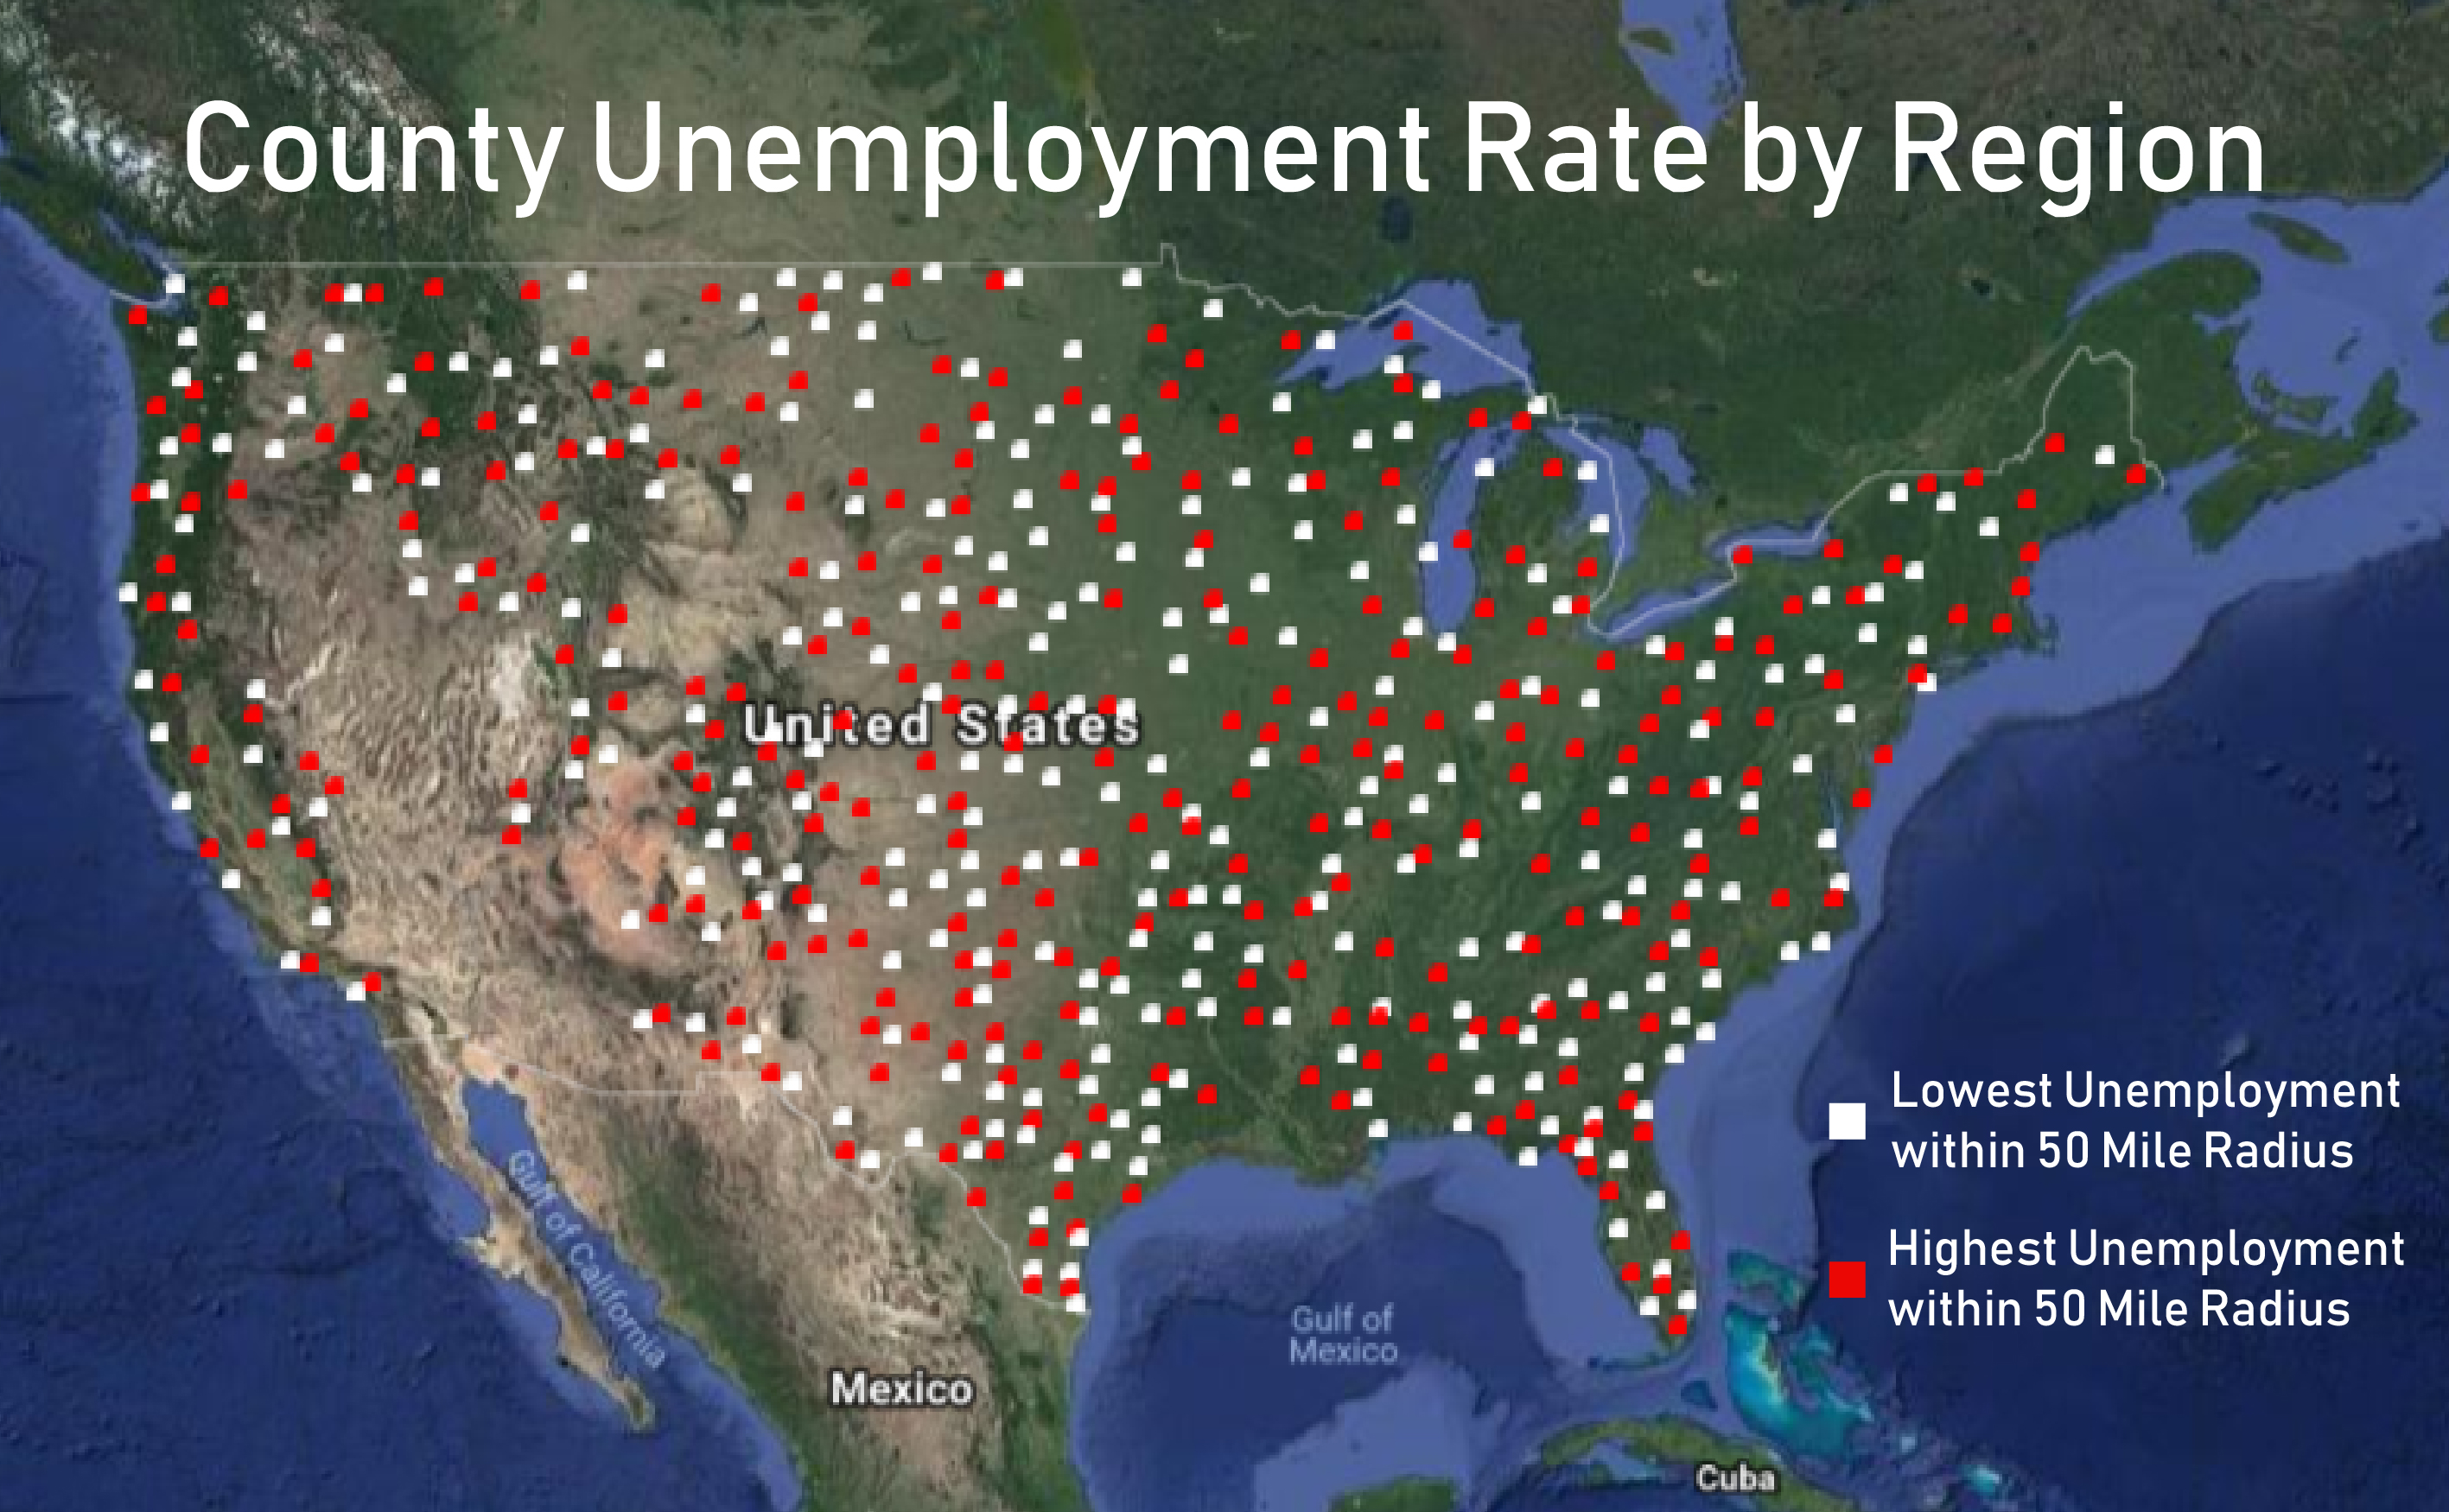 County Unemployment Rate by Region
United States
Lowest Unemployment
within 50 Mile Radius
Highest Unemployment
within 50 Mile Radius
Gulf of California
Gulf of
Mexico
Mexico
Cuba